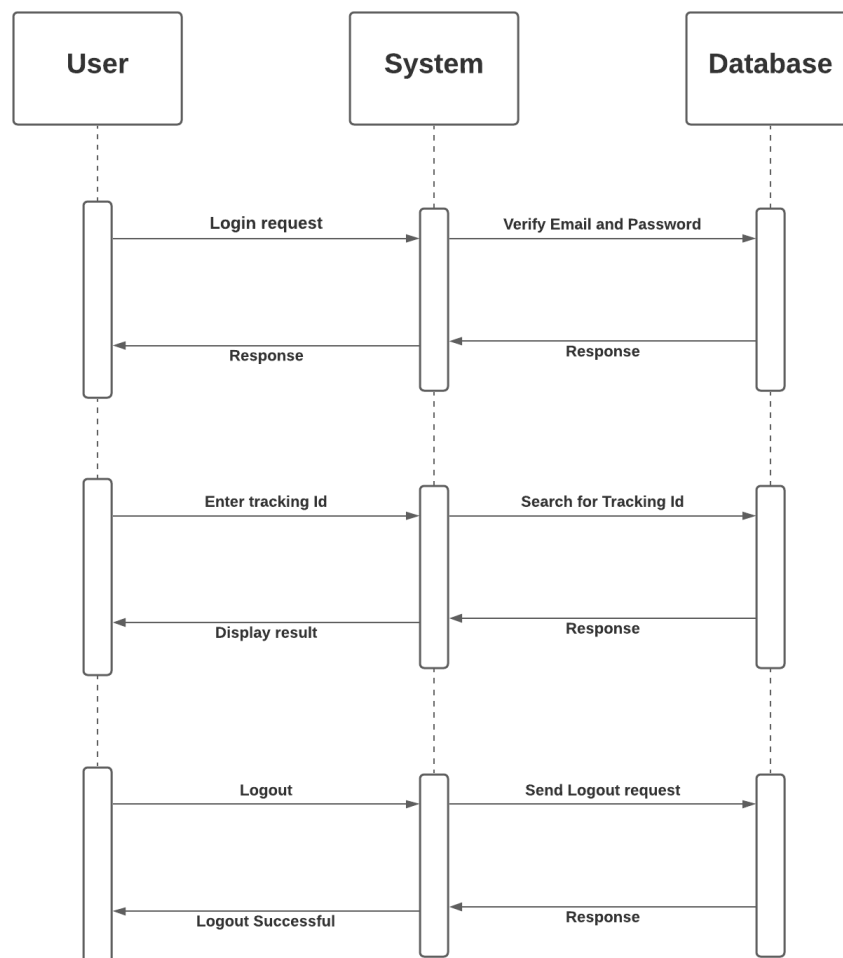 User
System
Database
Login request
Verify Email and Password
Response
Response
Enter tracking Id
Search for Tracking Id
Display result
Response
Logout
Send Logout request
Logout Successful
Response